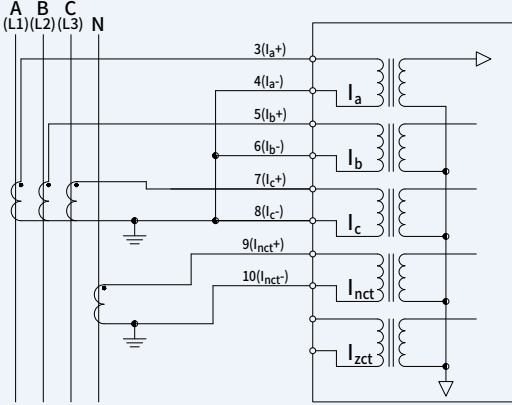 A B C N
(L1) (L2) (L3)
3(Ia+)
4(Ia-)
Ia
5(Ib+)
6(Ib-)
Ib
7(Ic+)
8(Ic-)
Ic
9(Inct+)
10(Inct-)
Inct
Izct